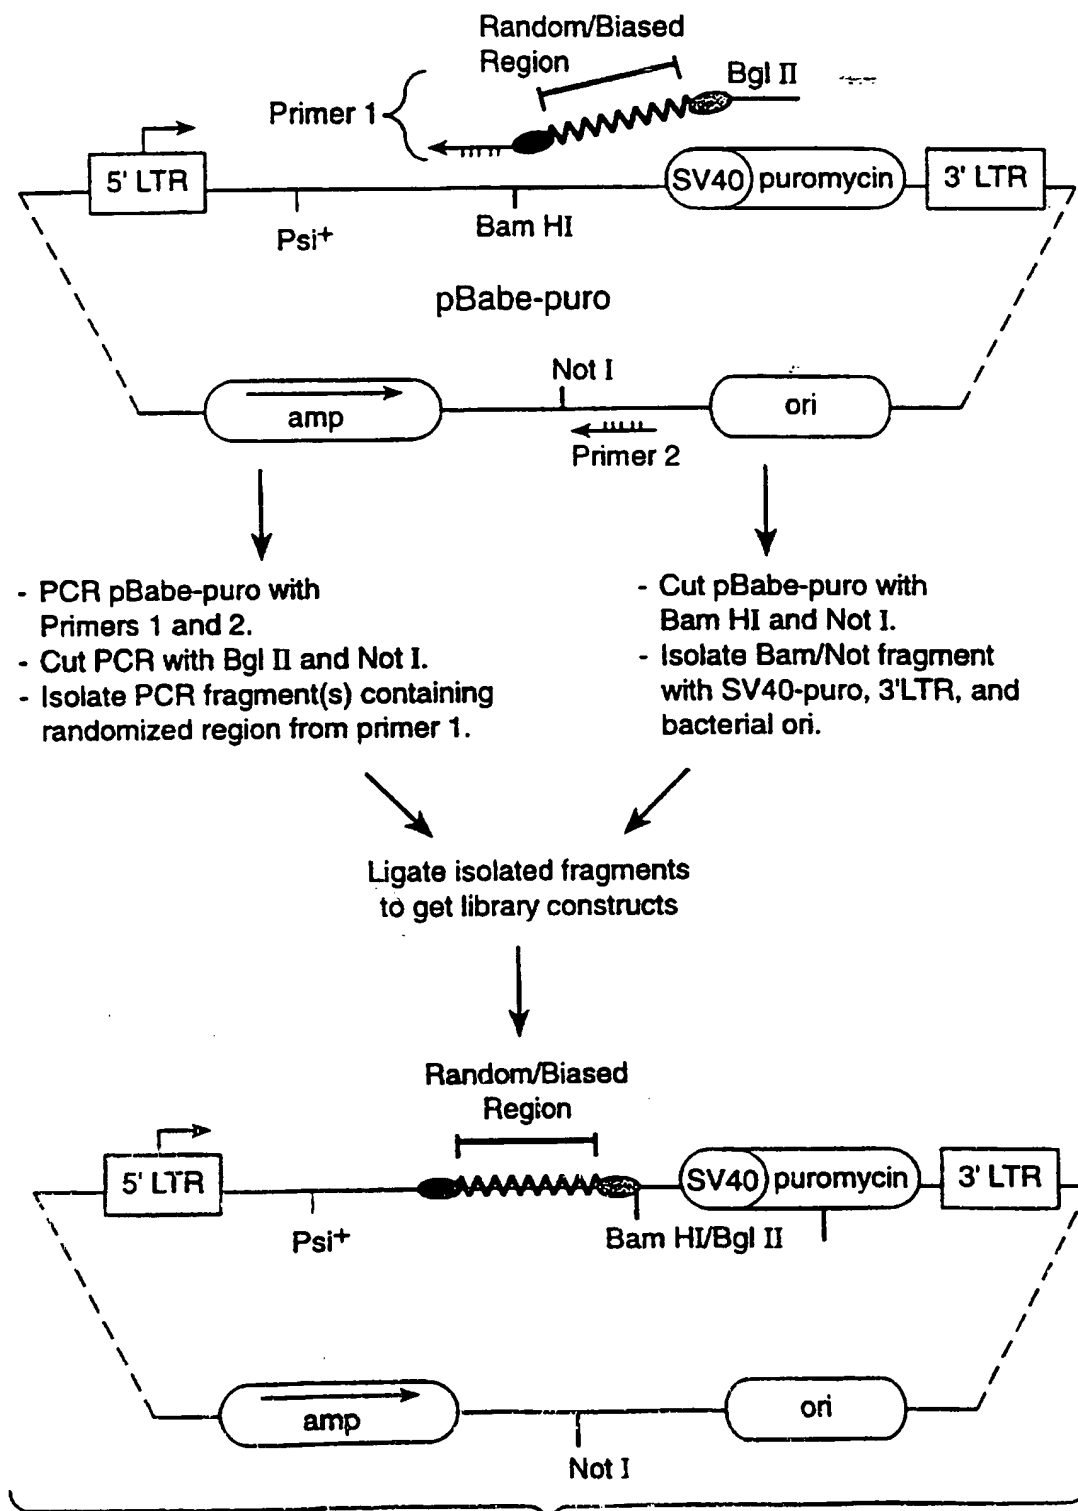 Random/Biased
Region
Bgl II
Primer 1
5' LTR
SV40
puromycin
3' LTR
Psi+
Bam HI
pBabe-puro
Not I
amp
ori
Primer 2
- PCR pBabe-puro with
Primers 1 and 2.
- Cut PCR with Bgl II and Not I.
- Isolate PCR fragment(s) containing
randomized region from primer 1.
- Cut pBabe-puro with
Bam HI and Not I.
- Isolate Bam/Not fragment
with SV40-puro, 3'LTR, and
bacterial ori.
Ligate isolated fragments
to get library constructs
Random/Biased
Region
5' LTR
SV40
puromycin
3' LTR
Psi+
Bam HI/Bgl II
amp
ori
Not I